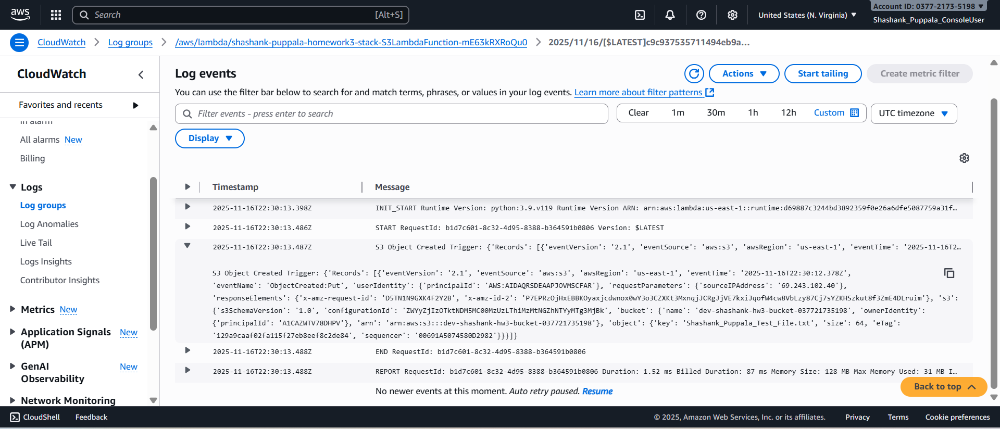 aws
Search
[Alt+S]
United States (N. Virginia)
Account ID: 0377-2173-5198
Shashank_Puppala_ConsoleUser
CloudWatch
Log groups
/aws/lambda/shashank-puppala-homework3-stack-S3LambdaFunction-mE63kRXRoQu0
2025/11/16/[$LATEST]c9c937535711494eb9a...
CloudWatch
Favorites and recents
In alarm
All alarms New
Billing
Logs
Log groups
Log Anomalies
Live Tail
Logs Insights
Contributor Insights
Metrics New
Application Signals New
(APM)
GenAI New
Observability
Network Monitoring
Log events
Actions
Start tailing
Create metric filter
You can use the filter bar below to search for and match terms, phrases, or values in your log events. Learn more about filter patterns
Filter events - press enter to search
Clear 1m 30m 1h 12h Custom
UTC timezone
Display
Timestamp Message
2025-11-16T22:30:13.398Z INIT_START Runtime Version: python:3.9.v119 Runtime Version ARN: arn:aws:lambda:us-east-1::runtime:d69887c3244bd3892359f0e26a6dfe5087759a31f…
2025-11-16T22:30:13.486Z START RequestId: b1d7c601-8c32-4d95-8388-b364591b0806 Version: $LATEST
2025-11-16T22:30:13.487Z S3 Object Created Trigger: {'Records': [{'eventVersion': '2.1', 'eventSource': 'aws:s3', 'awsRegion': 'us-east-1', 'eventTime': '2025-11-16T2…
S3 Object Created Trigger: {'Records': [{'eventVersion': '2.1', 'eventSource': 'aws:s3', 'awsRegion': 'us-east-1', 'eventTime': '2025-11-16T22:30:12.378Z',
'eventName': 'ObjectCreated:Put', 'userIdentity': {'principalId': 'AWS:AIDAQRSDEAAPJOVMSCFAR'}, 'requestParameters': {'sourceIPAddress': '69.243.102.40'},
'responseElements': {'x-amz-request-id': 'D5TN1N9GXK4F2Y2B', 'x-amz-id-2': 'P7EPRzOjHxEBBKOyaxjcdwnox0wY3o3CZXKt3MxnqjJCRgJjVE7kxiJqofW4cw8VbLzy87Cj7sYZKHSzkut8f3ZmE4DLruim'}, 's3':
{'s3SchemaVersion': '1.0', 'configurationId': 'ZWYyZjIzOTktNDM5MC00MzUzLThiMzMtNGZhNTYyMTg3MjBk', 'bucket': {'name': 'dev-shashank-hw3-bucket-037721735198', 'ownerIdentity':
{'principalId': 'A1CAZWTV78DHPV'}, 'arn': 'arn:aws:s3:::dev-shashank-hw3-bucket-037721735198'}, 'object': {'key': 'Shashank_Puppala_Test_File.txt', 'size': 64, 'eTag':
'129a9caaf02fa115f27eb8eef8c2de84', 'sequencer': '00691A5074580D2982'}}}]}
2025-11-16T22:30:13.488Z END RequestId: b1d7c601-8c32-4d95-8388-b364591b0806
2025-11-16T22:30:13.488Z REPORT RequestId: b1d7c601-8c32-4d95-8388-b364591b0806 Duration: 1.52 ms Billed Duration: 87 ms Memory Size: 128 MB Max Memory Used: 31 MB I…
No newer events at this moment. Auto retry paused. Resume
Back to top
CloudShell Feedback
© 2025, Amazon Web Services, Inc. or its affiliates. Privacy Terms Cookie preferences